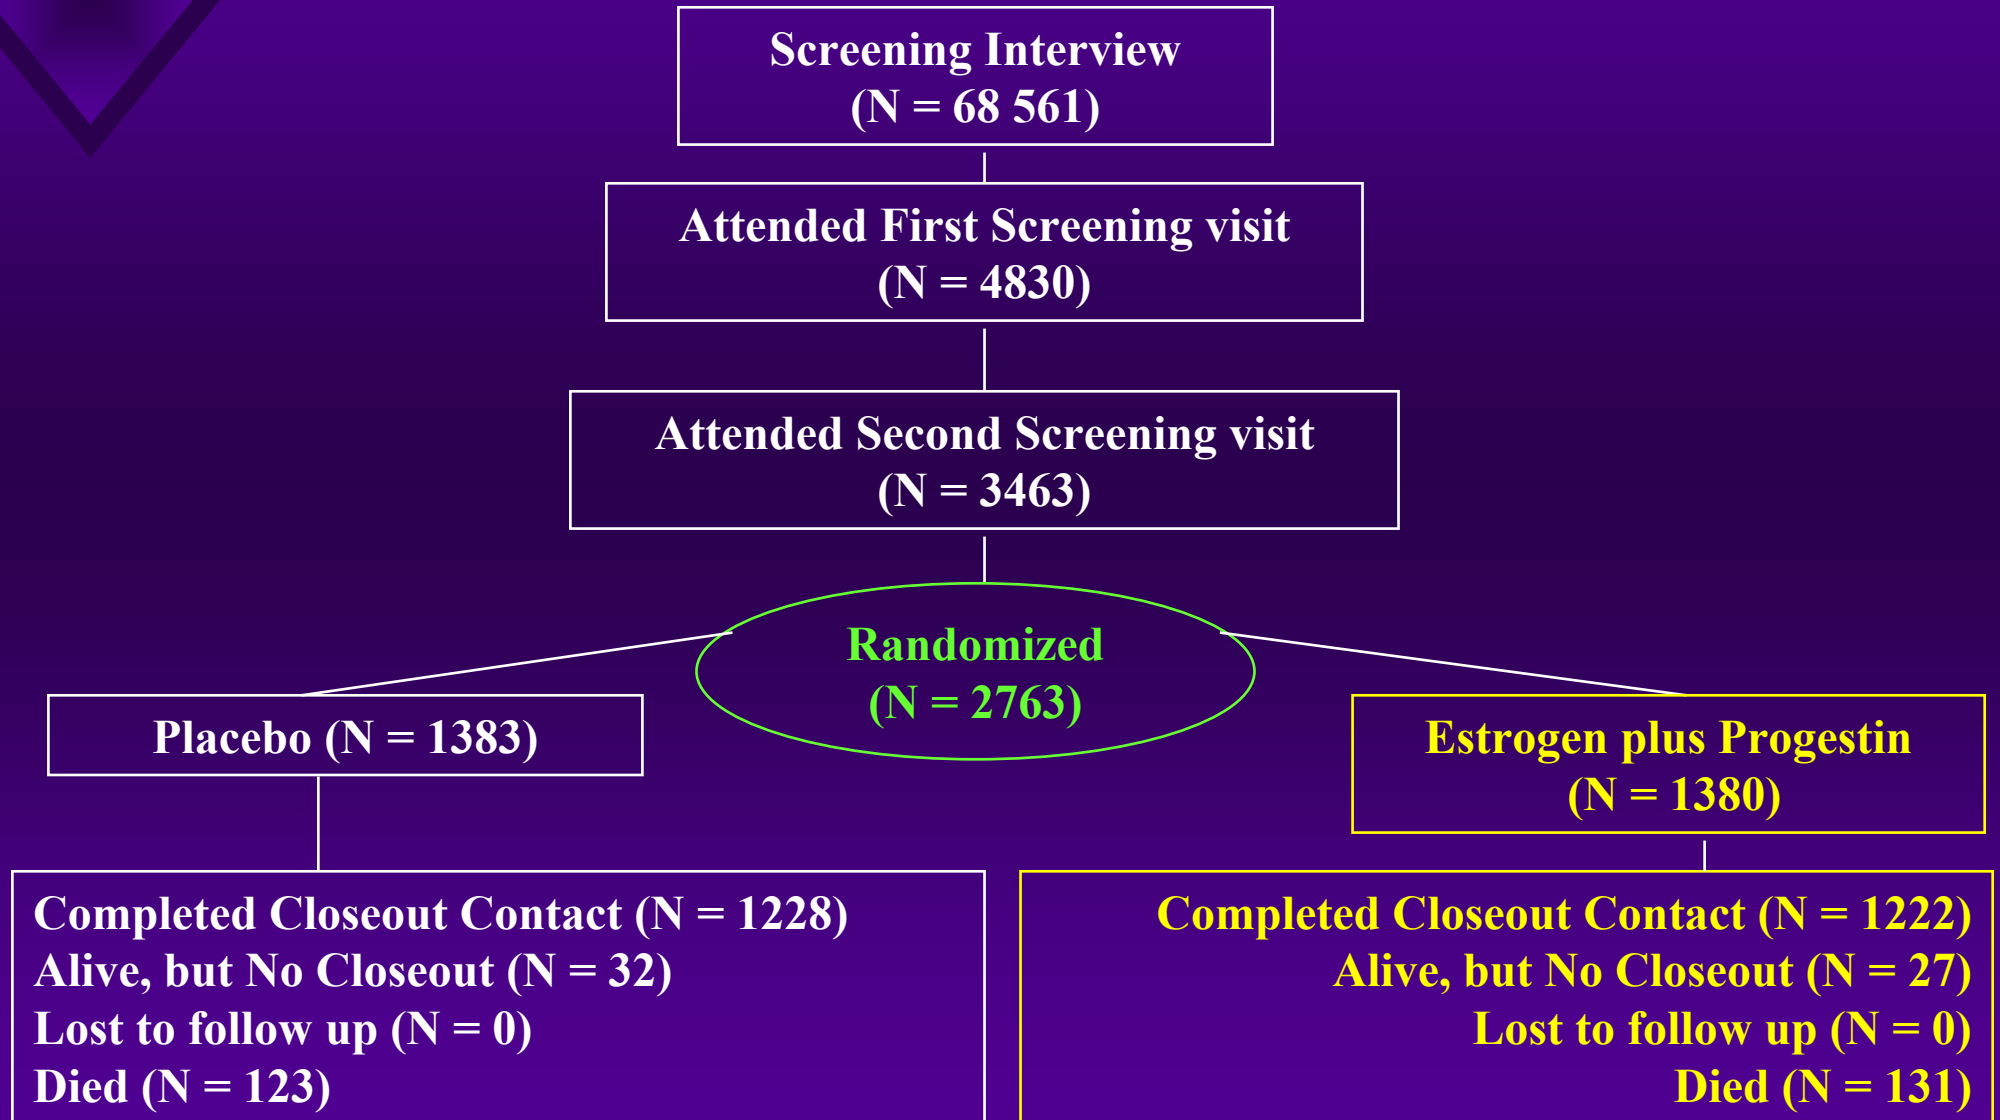 Screening Interview
(N = 68 561)
Attended First Screening visit
(N = 4830)
Attended Second Screening visit
(N = 3463)
Randomized
(N = 2763)
Placebo (N = 1383)
Estrogen plus Progestin
(N = 1380)
Completed Closeout Contact (N = 1228)
Alive, but No Closeout (N = 32)
Lost to follow up (N = 0)
Died (N = 123)
Completed Closeout Contact (N = 1222)
Alive, but No Closeout (N = 27)
Lost to follow up (N = 0)
Died (N = 131)